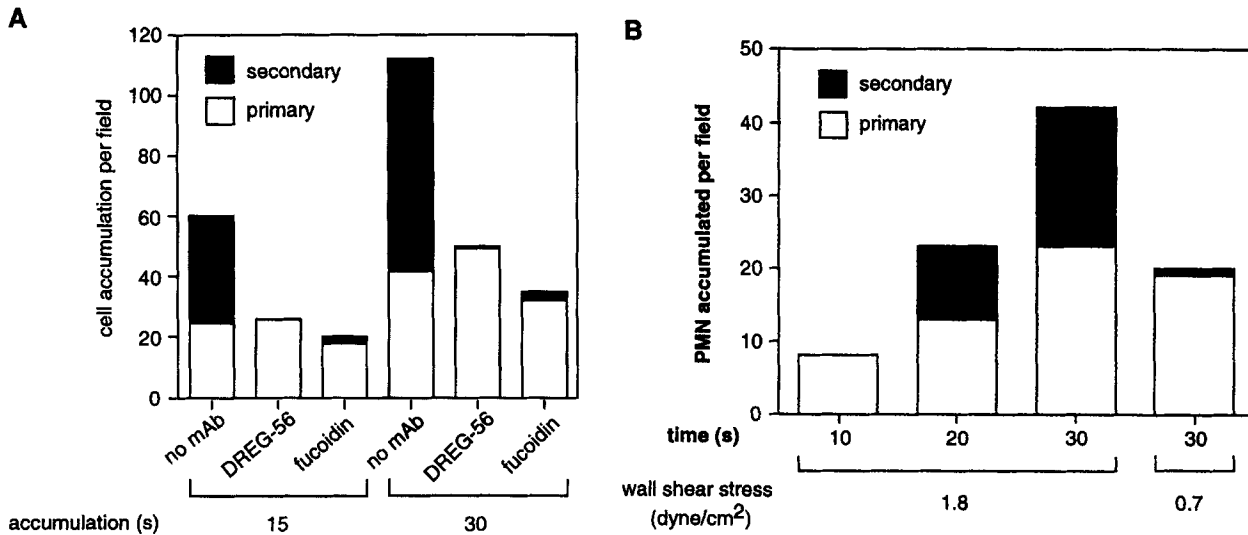 A
120
100
80
60
40
20
0
cell accumulation per field
secondary
primary
no mAb
DREG-56
fucoidin
no mAb
DREG-56
fucoidin
accumulation (s)
15
30
B
50
40
30
20
10
0
PMN accumulated per field
secondary
primary
time (s)
10
20
30
30
wall shear stress
(dyne/cm²)
1.8
0.7